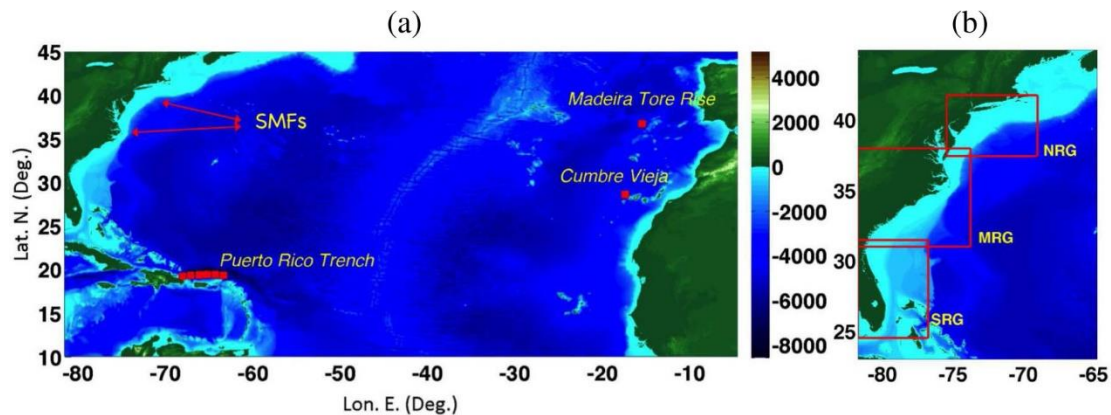 (a)
(b)
45
40
35
30
25
20
15
10
Lat. N. (Deg.)
SMFs
Madeira Tore Rise
Cumbre Vieja
Puerto Rico Trench
-80 -70 -60 -50 -40 -30 -20 -10
Lon. E. (Deg.)
4000
2000
0
-2000
-4000
-6000
-8000
40
35
30
25
NRG
MRG
SRG
-80 -75 -70 -65